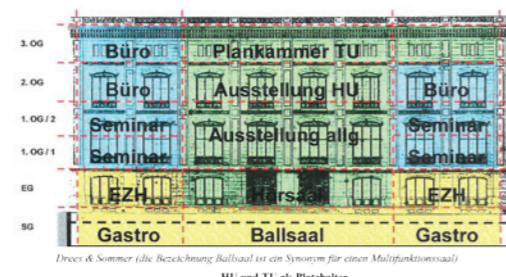 3. OG Büro Plankammer TU
2. OG Büro Ausstellung HU Büro
1. OG / 2 Seminar Ausstellung allg. Seminar
1. OG / 1 Seminar Seminar
EG EZH Hörsaal EZH
SG Gastro Ballsaal Gastro
Drees & Sommer (die Bezeichnung Ballsaal ist ein Synonym für einen Multifunktionssaal)
HU und TU als Platzhalter